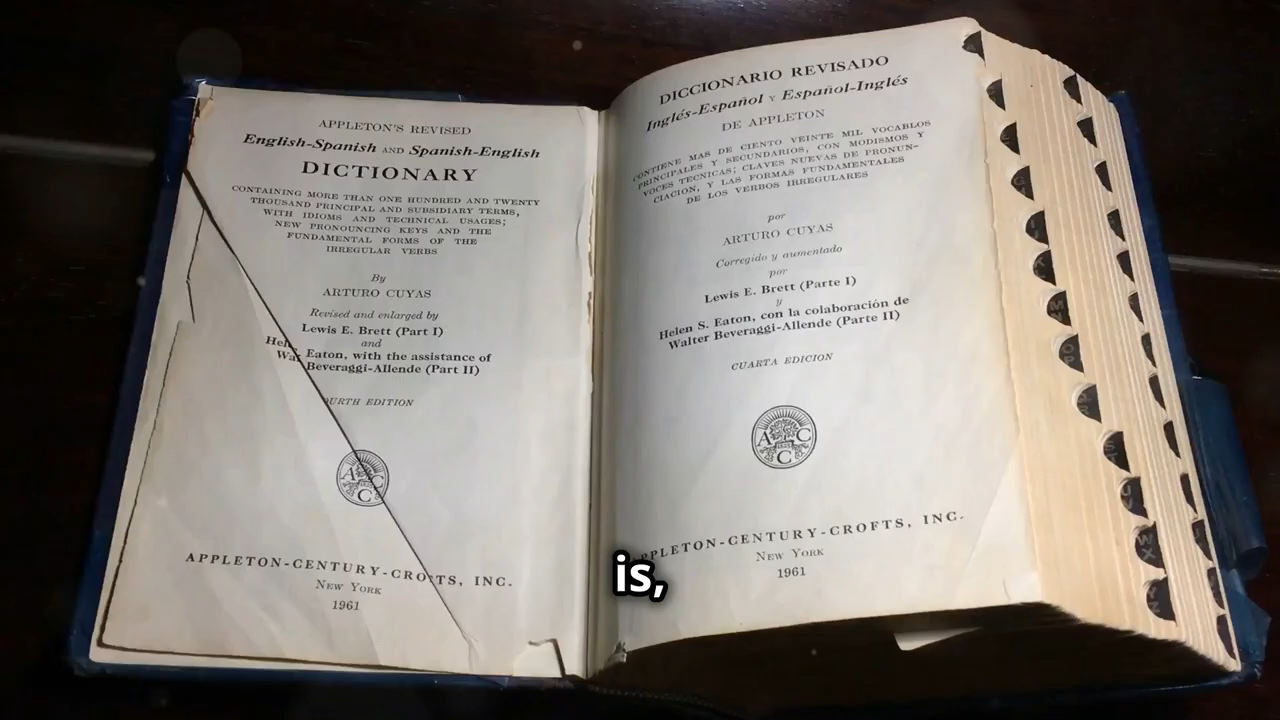 APPLETON'S REVISED
English-Spanish AND Spanish-English
DICTIONARY
CONTAINING MORE THAN ONE HUNDRED AND TWENTY
THOUSAND PRINCIPAL AND SUBSIDIARY TERMS,
WITH IDIOMS AND TECHNICAL USAGES;
NEW PRONOUNCING KEYS AND THE
FUNDAMENTAL FORMS OF THE
IRREGULAR VERBS
By
ARTURO CUYAS
Revised and enlarged by
Lewis E. Brett (Part I)
and
Eaton, with the assistance of
Beveraggi-Allende (Part II)
EDITION
A C
C
APPLETON-CENTURY-CROFTS, INC.
NEW YORK
1961
DICCIONARIO REVISADO
Inglés-Español Y Español-Inglés
DE APPLETON
CONTIENE MAS DE CIENTO VEINTE MIL VOCABLOS
PRINCIPALES Y SECUNDARIOS, CON MODISMOS Y
VOCES TECNICAS; CLAVES NUEVAS DE PRONUN-
CIACION, Y LAS FORMAS FUNDAMENTALES
DE LOS VERBOS IRREGULARES
por
ARTURO CUYAS
Corregido y aumentado
por
Lewis E. Brett (Parte I)
y
Helen S. Eaton, con la colaboración de
Walter Beveraggi-Allende (Parte II)
CUARTA EDICION
A C
C
APPLETON-CENTURY-CROFTS, INC.
NEW YORK
1961
is,